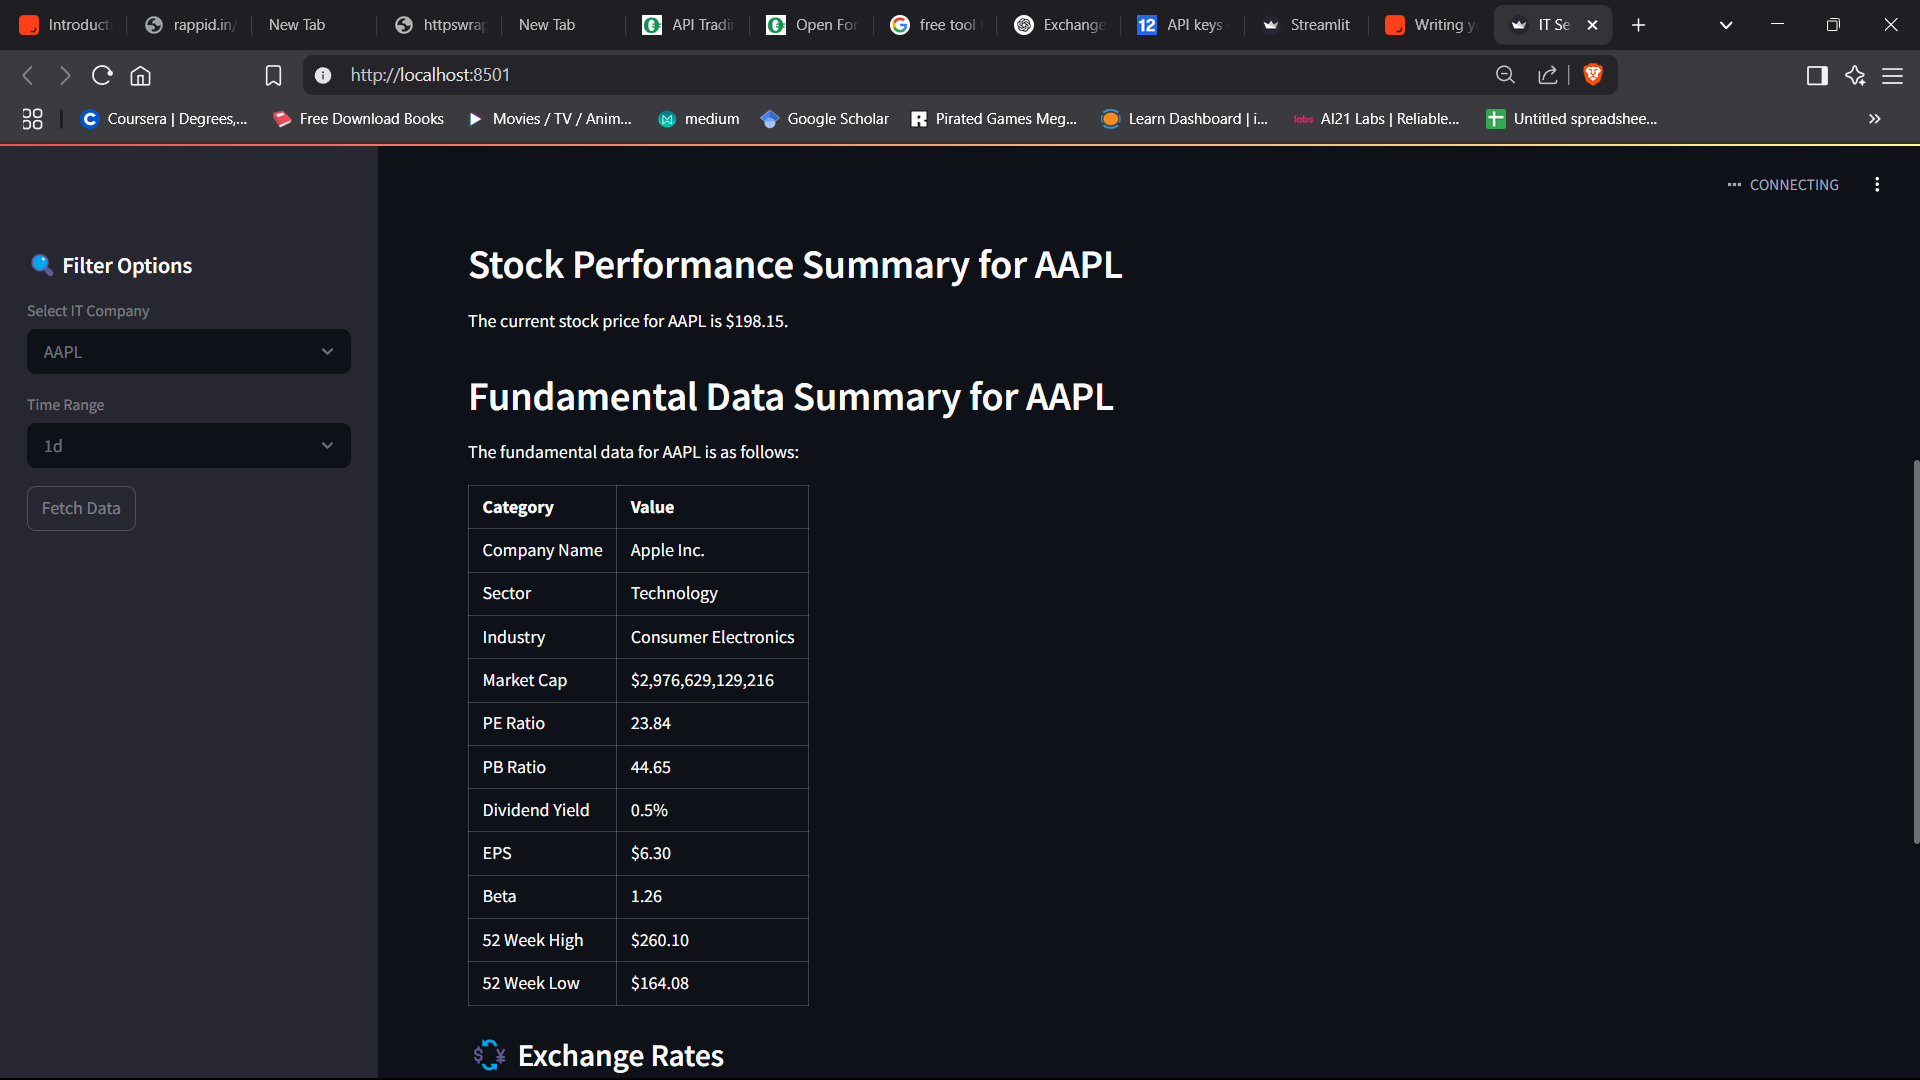 Introducti
rappid.in/
New Tab
httpswrap
New Tab
API Tradin
Open For
free tool
Exchange
12 API keys
Streamlit
Writing y
IT Se
http://localhost:8501
Coursera | Degrees,...
Free Download Books
Movies / TV / Anim...
medium
Google Scholar
Pirated Games Meg...
Learn Dashboard | i...
labs AI21 Labs | Reliable...
Untitled spreadshee...
CONNECTING
Filter Options
Select IT Company
AAPL
Time Range
1d
Fetch Data
Stock Performance Summary for AAPL
The current stock price for AAPL is $198.15.
Fundamental Data Summary for AAPL
The fundamental data for AAPL is as follows:
Category Value
Company Name Apple Inc.
Sector Technology
Industry Consumer Electronics
Market Cap $2,976,629,129,216
PE Ratio 23.84
PB Ratio 44.65
Dividend Yield 0.5%
EPS $6.30
Beta 1.26
52 Week High $260.10
52 Week Low $164.08
Exchange Rates